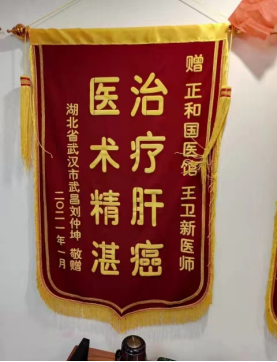 赠 正和国医馆 王卫新医师
治疗肝癌
医术精湛
湖北省武汉市武昌刘仲坤 敬赠
二〇二一年一月